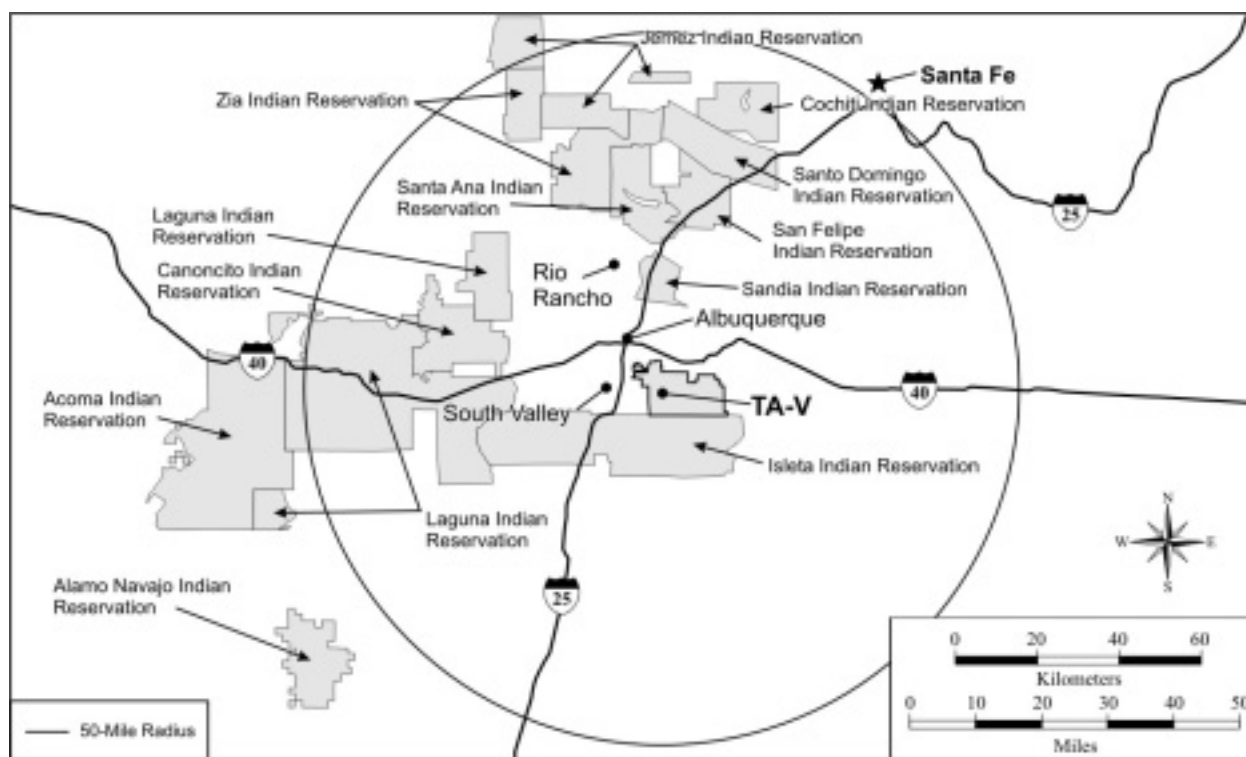 Jemez Indian Reservation
Santa Fe
Zia Indian Reservation
Cochiti Indian Reservation
Santa Ana Indian
Reservation
Santo Domingo
Indian Reservation
Laguna Indian
Reservation
25
San Felipe
Indian Reservation
Canoncito Indian
Reservation
Rio
Rancho
Sandia Indian Reservation
Albuquerque
40
40
Acoma Indian
Reservation
South Valley
TA-V
Isleta Indian Reservation
Laguna Indian
Reservation
N
W
E
S
Alamo Navajo Indian
Reservation
25
0 20 40 60
Kilometers
0 10 20 30 40 50
Miles
50-Mile Radius